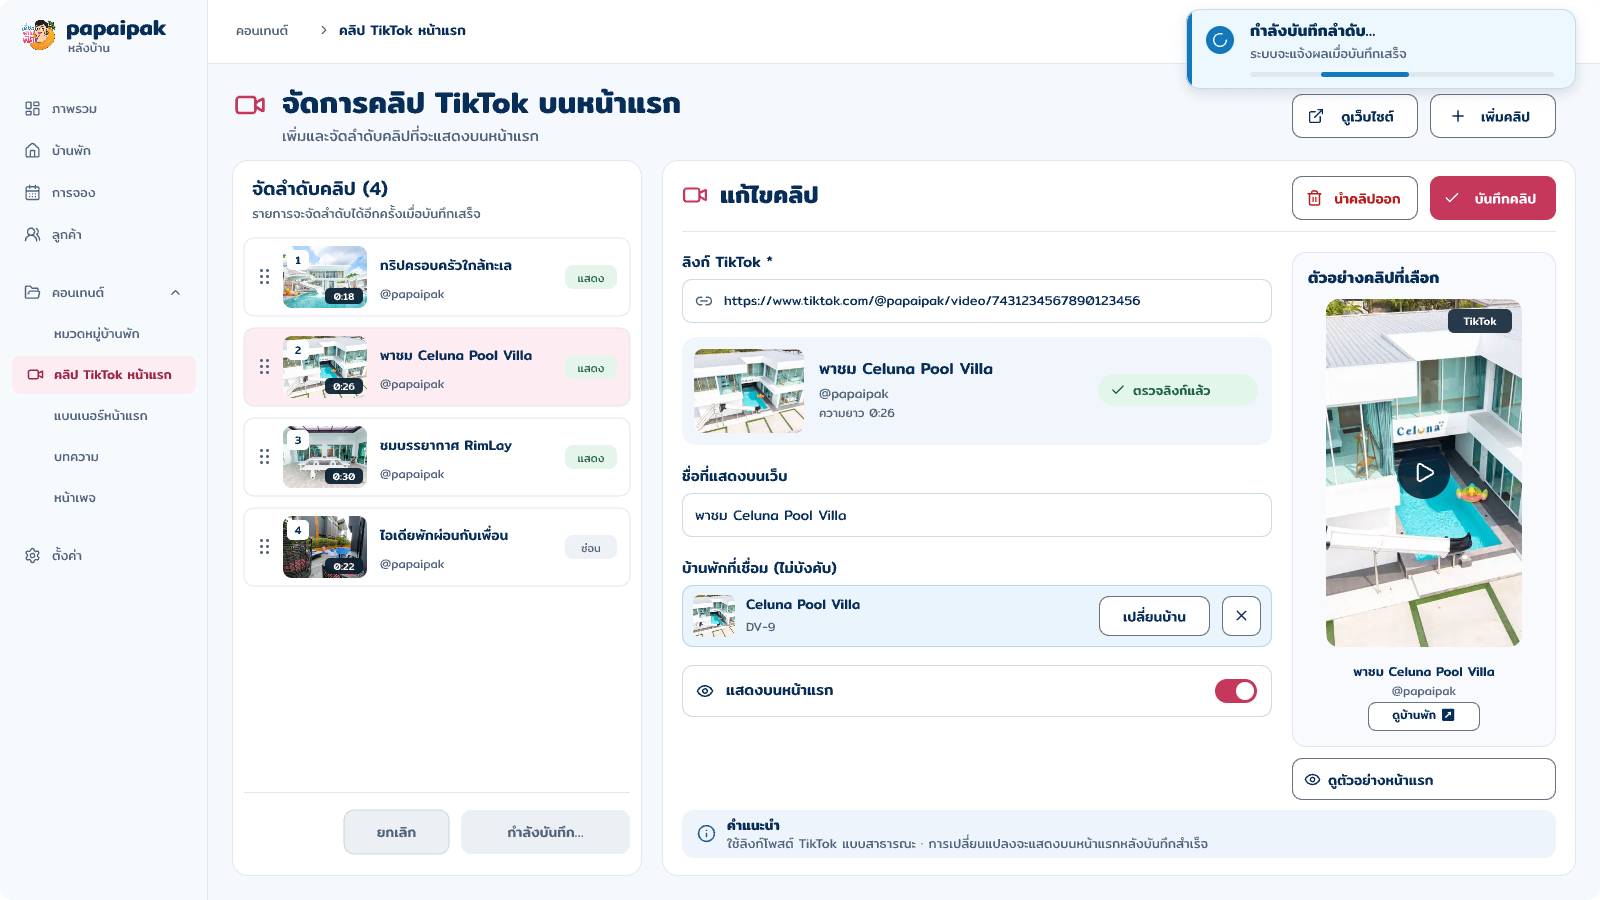 papaipak
หลังบ้าน
ภาพรวม
บ้านพัก
การจอง
ลูกค้า
คอนเทนต์
หมวดหมู่บ้านพัก
คลิป TikTok หน้าแรก
แบนเนอร์หน้าแรก
บทความ
หน้าเพจ
ตั้งค่า
คอนเทนต์ > คลิป TikTok หน้าแรก
กำลังบันทึกลำดับ...
ระบบจะแจ้งผลเมื่อบันทึกเสร็จ
จัดการคลิป TikTok บนหน้าแรก
เพิ่มและจัดลำดับคลิปที่จะแสดงบนหน้าแรก
ดูเว็บไซต์
เพิ่มคลิป
จัดลำดับคลิป (4)
รายการจะจัดลำดับได้อีกครั้งเมื่อบันทึกเสร็จ
1
0:18
ทริปครอบครัวใกล้ทะเล
@papaipak
แสดง
2
0:26
พาชม Celuna Pool Villa
@papaipak
แสดง
3
0:30
ชมบรรยากาศ RimLay
@papaipak
แสดง
4
0:22
ไอเดียพักผ่อนกับเพื่อน
@papaipak
ซ่อน
ยกเลิก
กำลังบันทึก...
แก้ไขคลิป
นำคลิปออก
บันทึกคลิป
ลิงก์ TikTok *
https://www.tiktok.com/@papaipak/video/7431234567890123456
พาชม Celuna Pool Villa
@papaipak
ความยาว 0:26
ตรวจลิงก์แล้ว
ชื่อที่แสดงบนเว็บ
พาชม Celuna Pool Villa
บ้านพักที่เชื่อม (ไม่บังคับ)
Celuna Pool Villa
DV-9
เปลี่ยนบ้าน
แสดงบนหน้าแรก
ตัวอย่างคลิปที่เลือก
TikTok
Celuna
พาชม Celuna Pool Villa
@papaipak
ดูบ้านพัก
ดูตัวอย่างหน้าแรก
คำแนะนำ
ใช้ลิงก์โพสต์ TikTok แบบสาธารณะ · การเปลี่ยนแปลงจะแสดงบนหน้าแรกหลังบันทึกสำเร็จ